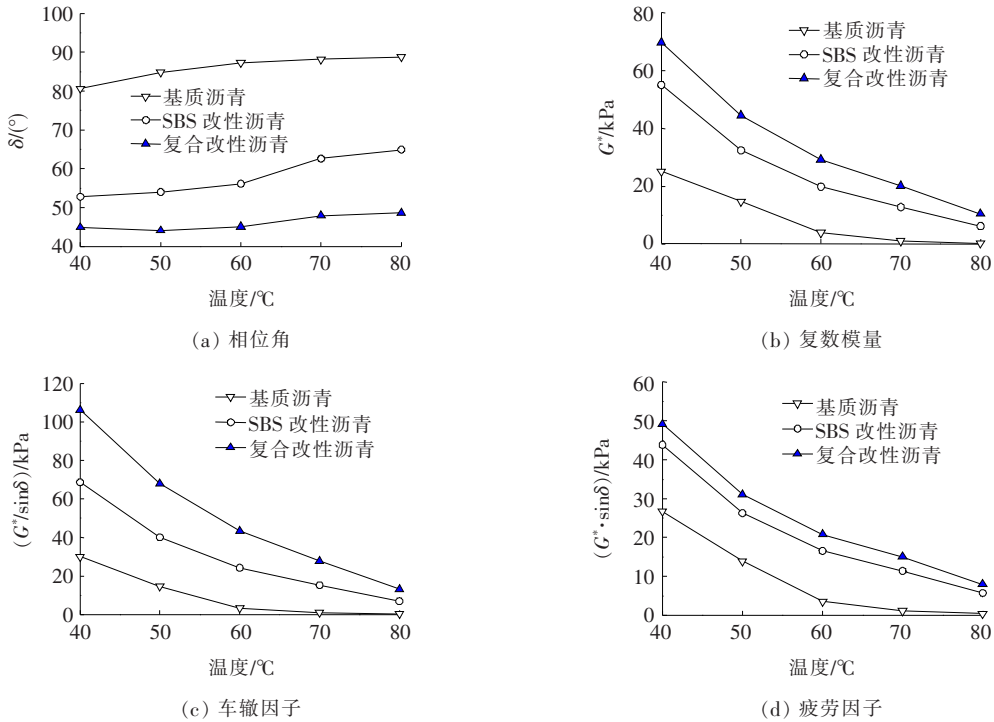 100
90
80
70
60
50
40
δ/(°)
基质沥青
SBS 改性沥青
复合改性沥青
40 50 60 70 80
温度/℃
(a) 相位角
80
60
40
20
0
G*/kPa
基质沥青
SBS 改性沥青
复合改性沥青
40 50 60 70 80
温度/℃
(b) 复数模量
120
100
80
60
40
20
0
(G*/sinδ)/kPa
基质沥青
SBS 改性沥青
复合改性沥青
40 50 60 70 80
温度/℃
(c) 车辙因子
60
50
40
30
20
10
0
(G*·sinδ)/kPa
基质沥青
SBS 改性沥青
复合改性沥青
40 50 60 70 80
温度/℃
(d) 疲劳因子